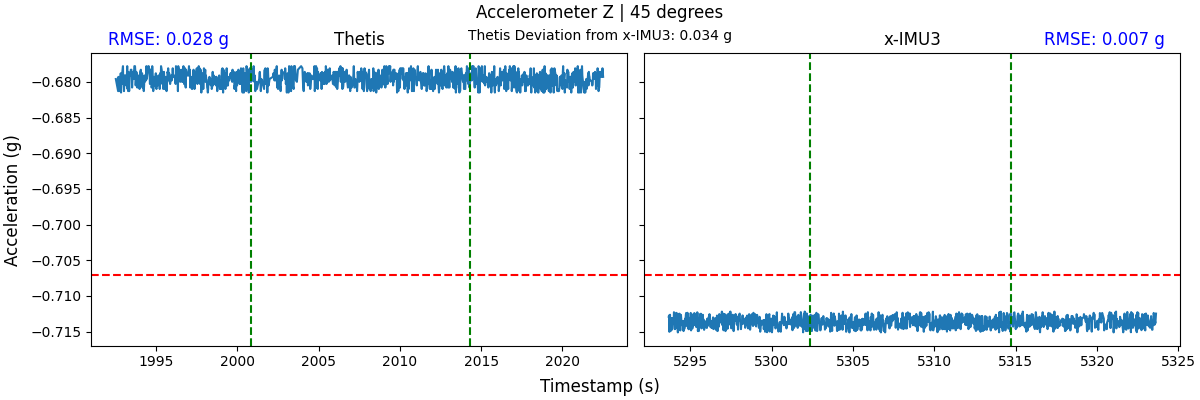 Accelerometer Z | 45 degrees
RMSE: 0.028 g
Thetis
Thetis Deviation from x-IMU3: 0.034 g
x-IMU3
RMSE: 0.007 g
Acceleration (g)
−0.680
−0.685
−0.690
−0.695
−0.700
−0.705
−0.710
−0.715
1995 2000 2005 2010 2015 2020
5295 5300 5305 5310 5315 5320 5325
Timestamp (s)